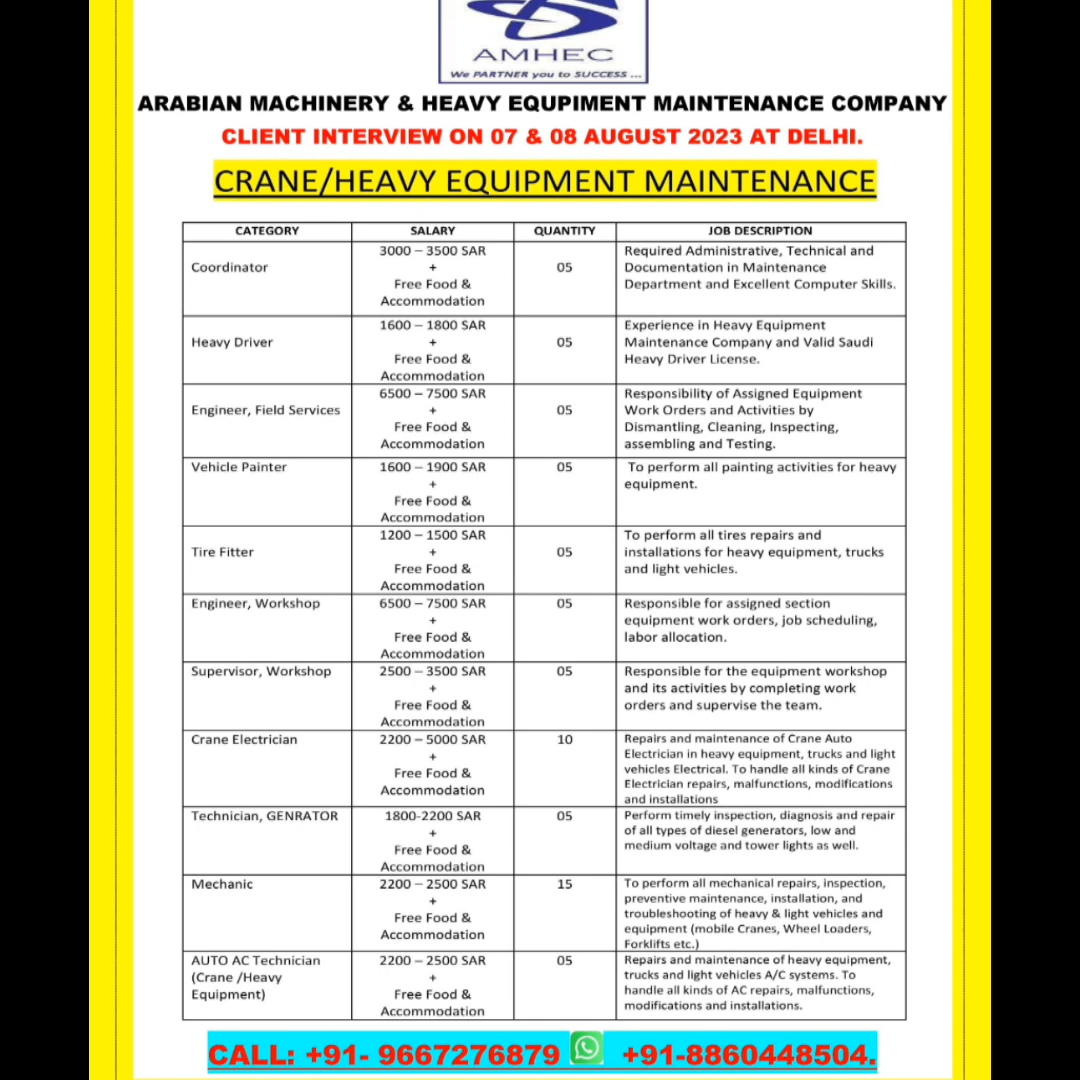 AMHEC
We PARTNER you to SUCCESS ...
ARABIAN MACHINERY & HEAVY EQUPIMENT MAINTENANCE COMPANY
CLIENT INTERVIEW ON 07 & 08 AUGUST 2023 AT DELHI.
CRANE/HEAVY EQUIPMENT MAINTENANCE
CATEGORY SALARY QUANTITY JOB DESCRIPTION
Coordinator
3000 – 3500 SAR
+
Free Food &
Accommodation
05
Required Administrative, Technical and
Documentation in Maintenance
Department and Excellent Computer Skills.
Heavy Driver
1600 – 1800 SAR
+
Free Food &
Accommodation
05
Experience in Heavy Equipment
Maintenance Company and Valid Saudi
Heavy Driver License.
Engineer, Field Services
6500 – 7500 SAR
+
Free Food &
Accommodation
05
Responsibility of Assigned Equipment
Work Orders and Activities by
Dismantling, Cleaning, Inspecting,
assembling and Testing.
Vehicle Painter
1600 – 1900 SAR
+
Free Food &
Accommodation
05
To perform all painting activities for heavy
equipment.
Tire Fitter
1200 – 1500 SAR
+
Free Food &
Accommodation
05
To perform all tires repairs and
installations for heavy equipment, trucks
and light vehicles.
Engineer, Workshop
6500 – 7500 SAR
+
Free Food &
Accommodation
05
Responsible for assigned section
equipment work orders, job scheduling,
labor allocation.
Supervisor, Workshop
2500 – 3500 SAR
+
Free Food &
Accommodation
05
Responsible for the equipment workshop
and its activities by completing work
orders and supervise the team.
Crane Electrician
2200 – 5000 SAR
+
Free Food &
Accommodation
10
Repairs and maintenance of Crane Auto
Electrician in heavy equipment, trucks and light
vehicles Electrical. To handle all kinds of Crane
Electrician repairs, malfunctions, modifications
and installations
Technician, GENRATOR
1800-2200 SAR
+
Free Food &
Accommodation
05
Perform timely inspection, diagnosis and repair
of all types of diesel generators, low and
medium voltage and tower lights as well.
Mechanic
2200 – 2500 SAR
+
Free Food &
Accommodation
15
To perform all mechanical repairs, inspection,
preventive maintenance, installation, and
troubleshooting of heavy & light vehicles and
equipment (mobile Cranes, Wheel Loaders,
Forklifts etc.)
AUTO AC Technician
(Crane /Heavy
Equipment)
2200 – 2500 SAR
+
Free Food &
Accommodation
05
Repairs and maintenance of heavy equipment,
trucks and light vehicles A/C systems. To
handle all kinds of AC repairs, malfunctions,
modifications and installations.
CALL: +91- 9667276879 +91-8860448504.